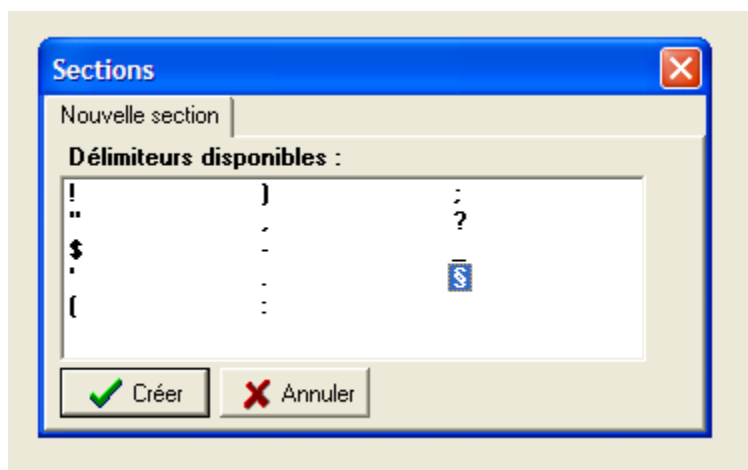 Sections
Nouvelle section
Délimiteurs disponibles :
! ) ;
" , ?
$ - _
' . §
( :
Créer Annuler